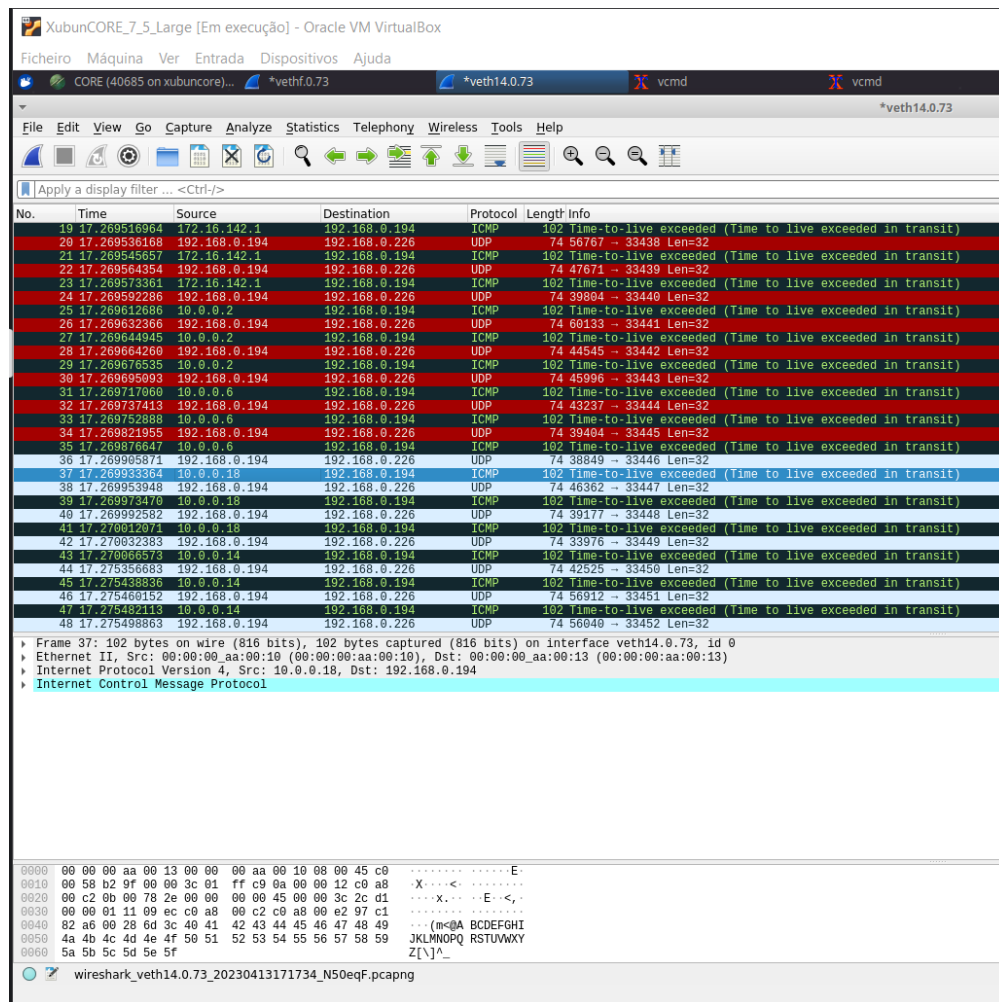 XubunCORE_7_5_Large [Em execução] - Oracle VM VirtualBox
Ficheiro Máquina Ver Entrada Dispositivos Ajuda
CORE (40685 on xubuncore)... *vethf.0.73 *veth14.0.73 vcmd vcmd
*veth14.0.73
File Edit View Go Capture Analyze Statistics Telephony Wireless Tools Help
Apply a display filter ... <Ctrl-/>
No. Time Source Destination Protocol Length Info
19 17.269516964 172.16.142.1 192.168.0.194 ICMP 102 Time-to-live exceeded (Time to live exceeded in transit)
20 17.269536168 192.168.0.194 192.168.0.226 UDP 74 56767 → 33438 Len=32
21 17.269545657 172.16.142.1 192.168.0.194 ICMP 102 Time-to-live exceeded (Time to live exceeded in transit)
22 17.269564354 192.168.0.194 192.168.0.226 UDP 74 47671 → 33439 Len=32
23 17.269573361 172.16.142.1 192.168.0.194 ICMP 102 Time-to-live exceeded (Time to live exceeded in transit)
24 17.269592286 192.168.0.194 192.168.0.226 UDP 74 39804 → 33440 Len=32
25 17.269612686 10.0.0.2 192.168.0.194 ICMP 102 Time-to-live exceeded (Time to live exceeded in transit)
26 17.269632366 192.168.0.194 192.168.0.226 UDP 74 60133 → 33441 Len=32
27 17.269644945 10.0.0.2 192.168.0.194 ICMP 102 Time-to-live exceeded (Time to live exceeded in transit)
28 17.269664260 192.168.0.194 192.168.0.226 UDP 74 44545 → 33442 Len=32
29 17.269676535 10.0.0.2 192.168.0.194 ICMP 102 Time-to-live exceeded (Time to live exceeded in transit)
30 17.269695093 192.168.0.194 192.168.0.226 UDP 74 45996 → 33443 Len=32
31 17.269717060 10.0.0.6 192.168.0.194 ICMP 102 Time-to-live exceeded (Time to live exceeded in transit)
32 17.269737413 192.168.0.194 192.168.0.226 UDP 74 43237 → 33444 Len=32
33 17.269752888 10.0.0.6 192.168.0.194 ICMP 102 Time-to-live exceeded (Time to live exceeded in transit)
34 17.269821955 192.168.0.194 192.168.0.226 UDP 74 39404 → 33445 Len=32
35 17.269876647 10.0.0.6 192.168.0.194 ICMP 102 Time-to-live exceeded (Time to live exceeded in transit)
36 17.269905871 192.168.0.194 192.168.0.226 UDP 74 38849 → 33446 Len=32
37 17.269933364 10.0.0.18 192.168.0.194 ICMP 102 Time-to-live exceeded (Time to live exceeded in transit)
38 17.269953948 192.168.0.194 192.168.0.226 UDP 74 46362 → 33447 Len=32
39 17.269973470 10.0.0.18 192.168.0.194 ICMP 102 Time-to-live exceeded (Time to live exceeded in transit)
40 17.269992582 192.168.0.194 192.168.0.226 UDP 74 39177 → 33448 Len=32
41 17.270012071 10.0.0.18 192.168.0.194 ICMP 102 Time-to-live exceeded (Time to live exceeded in transit)
42 17.270032383 192.168.0.194 192.168.0.226 UDP 74 33976 → 33449 Len=32
43 17.270066573 10.0.0.14 192.168.0.194 ICMP 102 Time-to-live exceeded (Time to live exceeded in transit)
44 17.275356683 192.168.0.194 192.168.0.226 UDP 74 42525 → 33450 Len=32
45 17.275438836 10.0.0.14 192.168.0.194 ICMP 102 Time-to-live exceeded (Time to live exceeded in transit)
46 17.275460152 192.168.0.194 192.168.0.226 UDP 74 56912 → 33451 Len=32
47 17.275482113 10.0.0.14 192.168.0.194 ICMP 102 Time-to-live exceeded (Time to live exceeded in transit)
48 17.275498863 192.168.0.194 192.168.0.226 UDP 74 56040 → 33452 Len=32
Frame 37: 102 bytes on wire (816 bits), 102 bytes captured (816 bits) on interface veth14.0.73, id 0
Ethernet II, Src: 00:00:00_aa:00:10 (00:00:00:aa:00:10), Dst: 00:00:00_aa:00:13 (00:00:00:aa:00:13)
Internet Protocol Version 4, Src: 10.0.0.18, Dst: 192.168.0.194
Internet Control Message Protocol
0000 00 00 00 aa 00 13 00 00 00 aa 00 10 08 00 45 c0 ········ ······E·
0010 00 58 b2 9f 00 00 3c 01 ff c9 0a 00 00 12 c0 a8 ·X····<· ········
0020 00 c2 0b 00 78 2e 00 00 00 00 45 00 00 3c 2c d1 ····x.·· ··E··<,·
0030 00 00 01 11 09 ec c0 a8 00 c2 c0 a8 00 e2 97 c1 ········ ········
0040 82 a6 00 28 6d 3c 40 41 42 43 44 45 46 47 48 49 ···(m<@A BCDEFGHI
0050 4a 4b 4c 4d 4e 4f 50 51 52 53 54 55 56 57 58 59 JKLMNOPQ RSTUVWXY
0060 5a 5b 5c 5d 5e 5f Z[\]^_
wireshark_veth14.0.73_20230413171734_N50eqF.pcapng